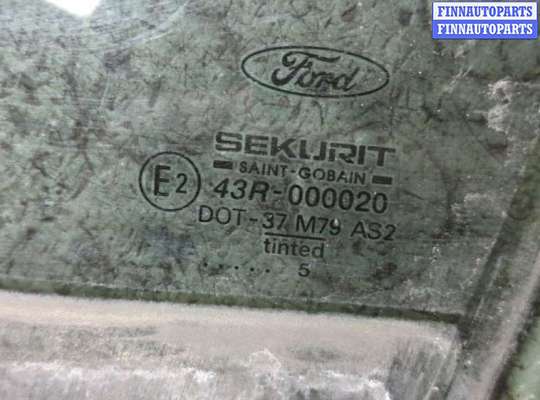 FINNAUTOPARTS
FINNAUTOPARTS
Ford
SEKURIT
SAINT-GOBAIN
E2 43R-000020
DOT-37 M79 AS2
tinted
. . . . . 5